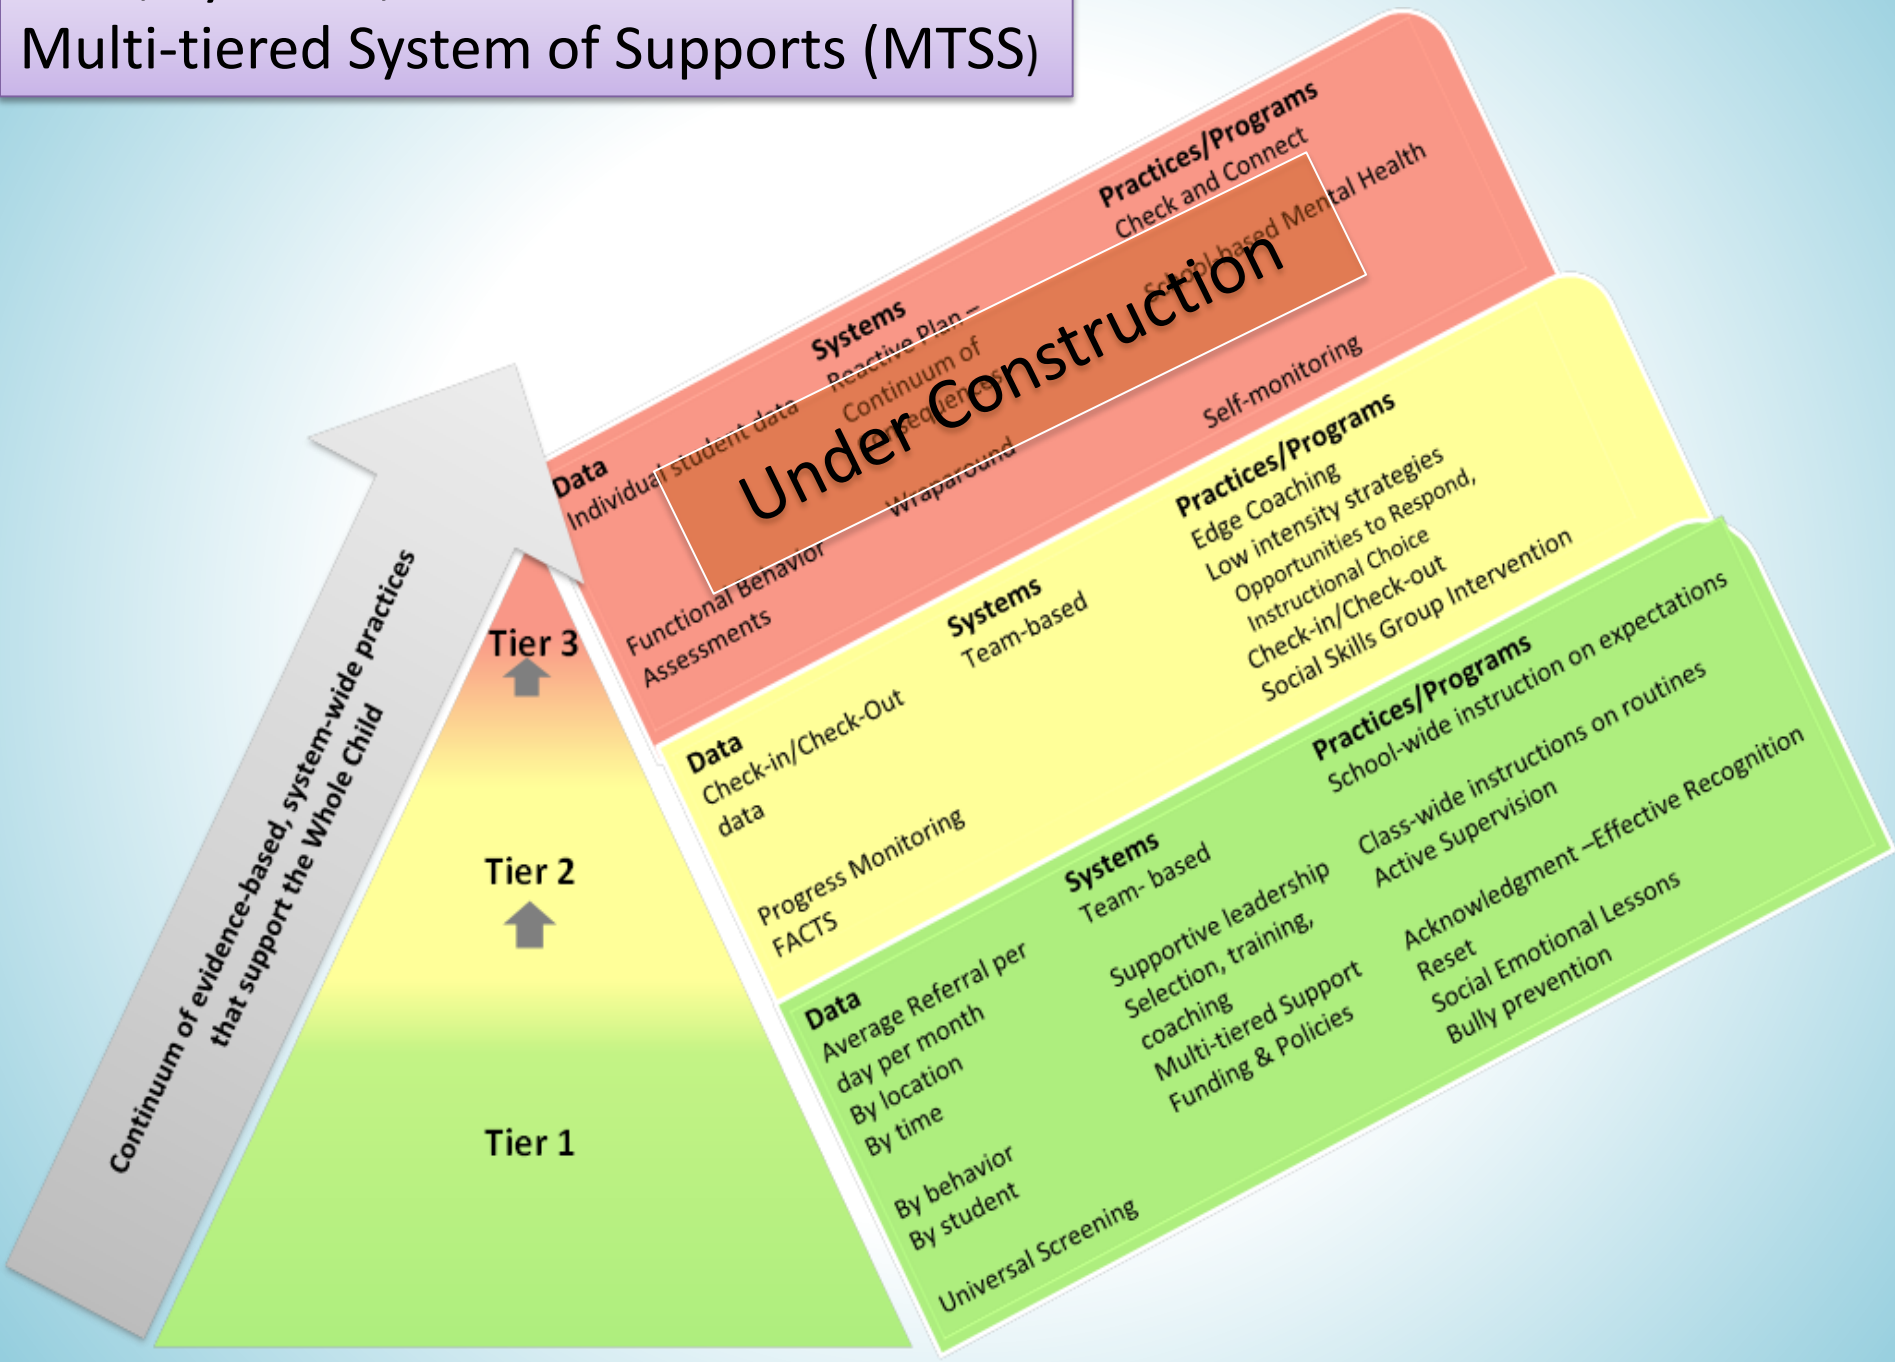 Multi-tiered System of Supports (MTSS)
Continuum of evidence-based, system-wide practices
that support the Whole Child
Tier 3
Tier 2
Tier 1
Under Construction
Data
Individual student data
Functional Behavior
Assessments
Systems
Reactive Plan –
Continuum of
Consequences
Wraparound
Practices/Programs
Check and Connect
School-based Mental Health
Self-monitoring
Data
Check-in/Check-Out
data
Progress Monitoring
FACTS
Systems
Team-based
Practices/Programs
Edge Coaching
Low intensity strategies
Opportunities to Respond,
Instructional Choice
Check-in/Check-out
Social Skills Group Intervention
Data
Average Referral per
day per month
By location
By time
By behavior
By student
Universal Screening
Systems
Team- based
Supportive leadership
Selection, training,
coaching
Multi-tiered Support
Funding & Policies
Practices/Programs
School-wide instruction on expectations
Class-wide instructions on routines
Active Supervision
Acknowledgment –Effective Recognition
Reset
Social Emotional Lessons
Bully prevention